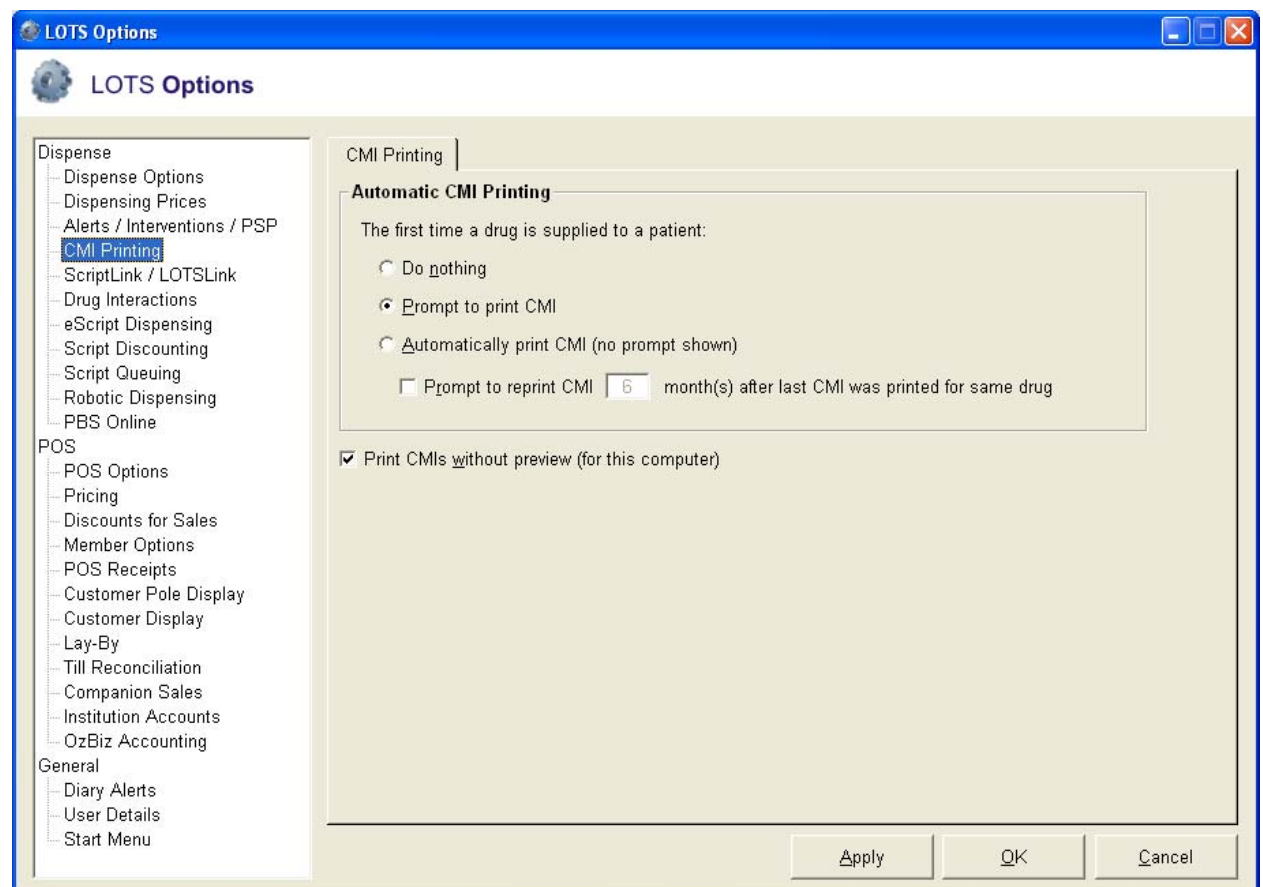 LOTS Options
LOTS Options
Dispense
Dispense Options
Dispensing Prices
Alerts / Interventions / PSP
CMI Printing
ScriptLink / LOTSLink
Drug Interactions
eScript Dispensing
Script Discounting
Script Queuing
Robotic Dispensing
PBS Online
POS
POS Options
Pricing
Discounts for Sales
Member Options
POS Receipts
Customer Pole Display
Customer Display
Lay-By
Till Reconciliation
Companion Sales
Institution Accounts
OzBiz Accounting
General
Diary Alerts
User Details
Start Menu
CMI Printing
Automatic CMI Printing
The first time a drug is supplied to a patient:
Do nothing
Prompt to print CMI
Automatically print CMI (no prompt shown)
Prompt to reprint CMI 6 month(s) after last CMI was printed for same drug
Print CMIs without preview (for this computer)
Apply OK Cancel